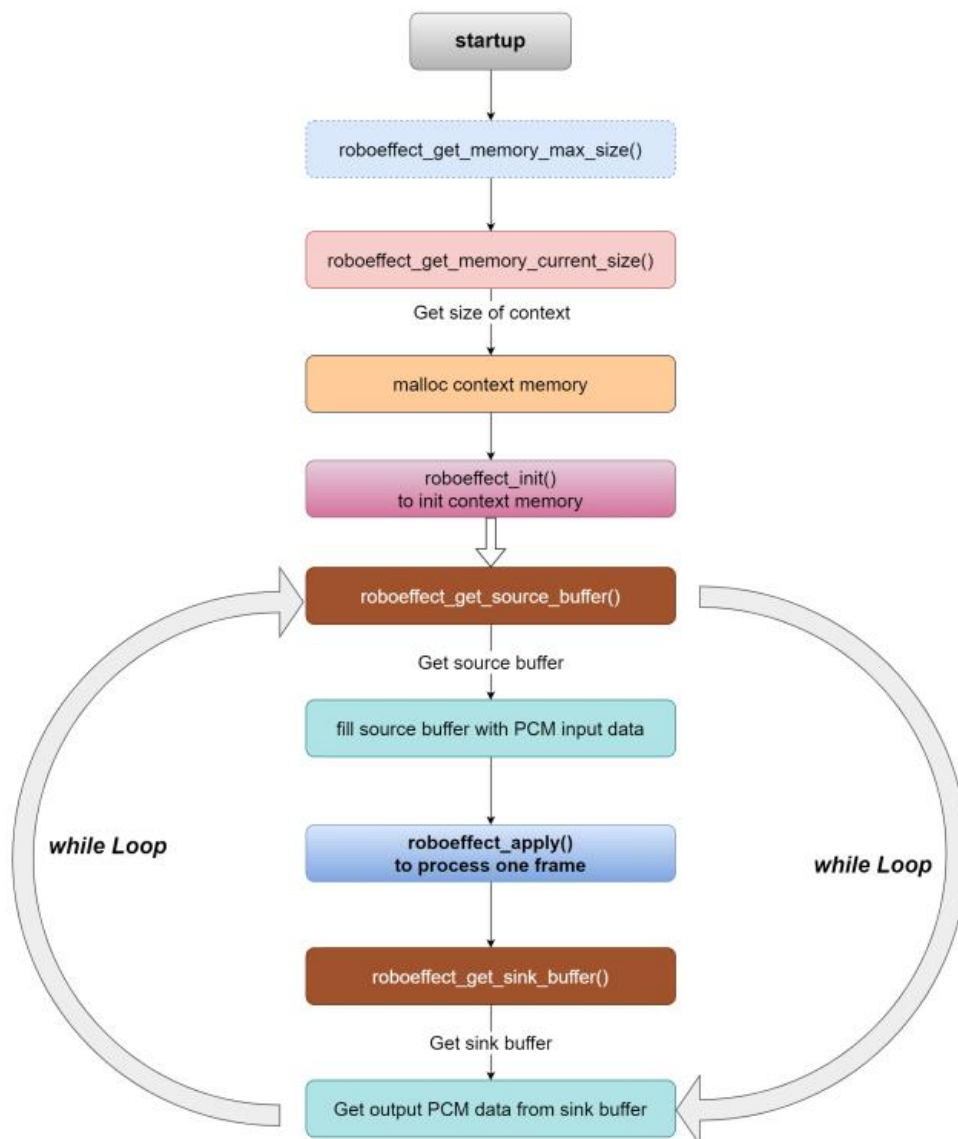 startup
roboeffect_get_memory_max_size()
roboeffect_get_memory_current_size()
Get size of context
malloc context memory
roboeffect_init()
to init context memory
roboeffect_get_source_buffer()
Get source buffer
fill source buffer with PCM input data
roboeffect_apply()
to process one frame
while Loop
while Loop
roboeffect_get_sink_buffer()
Get sink buffer
Get output PCM data from sink buffer